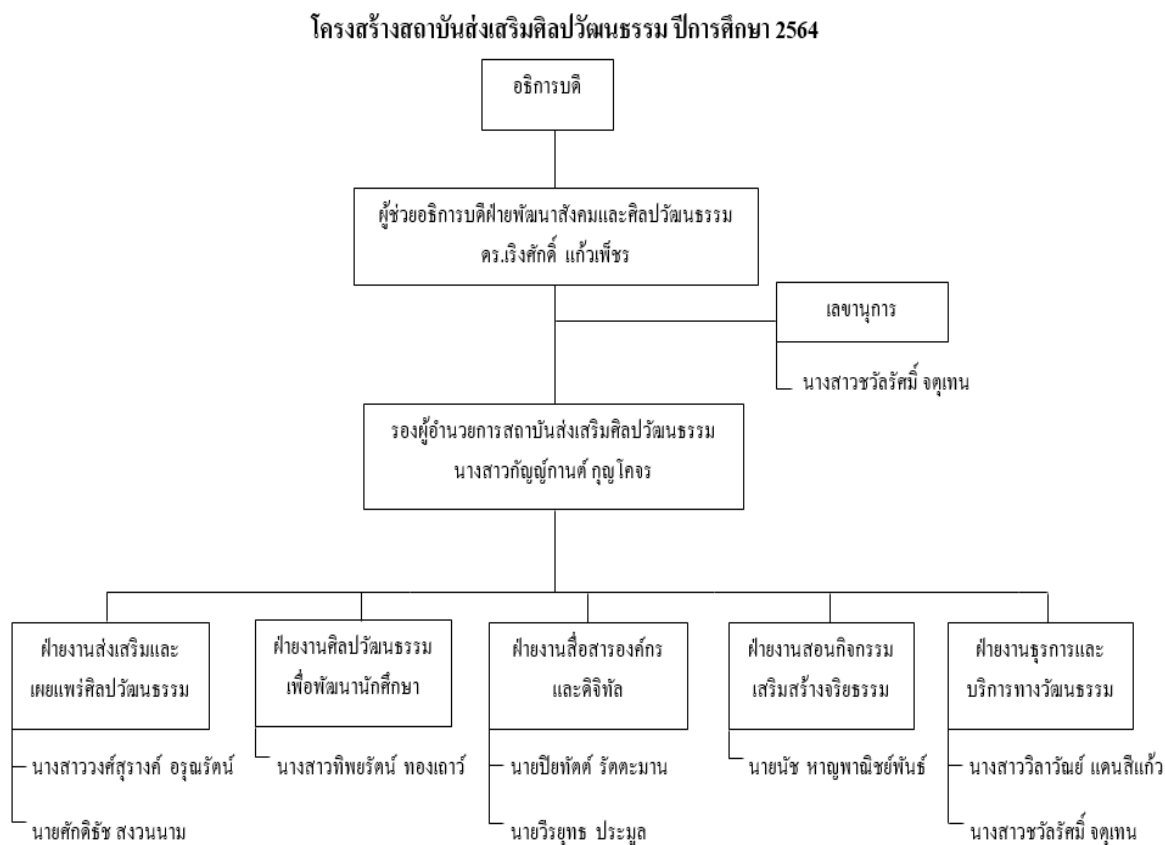 โครงสร้างสถาบันส่งเสริมศิลปวัฒนธรรม ปีการศึกษา 2564
อธิการบดี
ผู้ช่วยอธิการบดีฝ่ายพัฒนาสังคมและศิลปวัฒนธรรม
ดร.เริงศักดิ์ แก้วเพ็ชร
เลขานุการ
นางสาวชวัลรัศมิ์ จตุเทน
รองผู้อำนวยการสถาบันส่งเสริมศิลปวัฒนธรรม
นางสาวกัญญ์กานต์ กุญโคจร
ฝ่ายงานส่งเสริมและ
เผยแพร่ศิลปวัฒนธรรม
นางสาววงศ์สุรางค์ อรุณรัตน์
นายศักดิธัช สงวนนาม
ฝ่ายงานศิลปวัฒนธรรม
เพื่อพัฒนานักศึกษา
นางสาวทิพยรัตน์ ทองเถาว์
ฝ่ายงานสื่อสารองค์กร
และดิจิทัล
นายปิยทัตต์ รัตตะมาน
นายวีรยุทธ ประมูล
ฝ่ายงานสอนกิจกรรม
เสริมสร้างจริยธรรม
นายนัช หาญพาณิชย์พันธ์
ฝ่ายงานธุรการและ
บริการทางวัฒนธรรม
นางสาววิลาวัณย์ แดนสีแก้ว
นางสาวชวัลรัศมิ์ จตุเทน